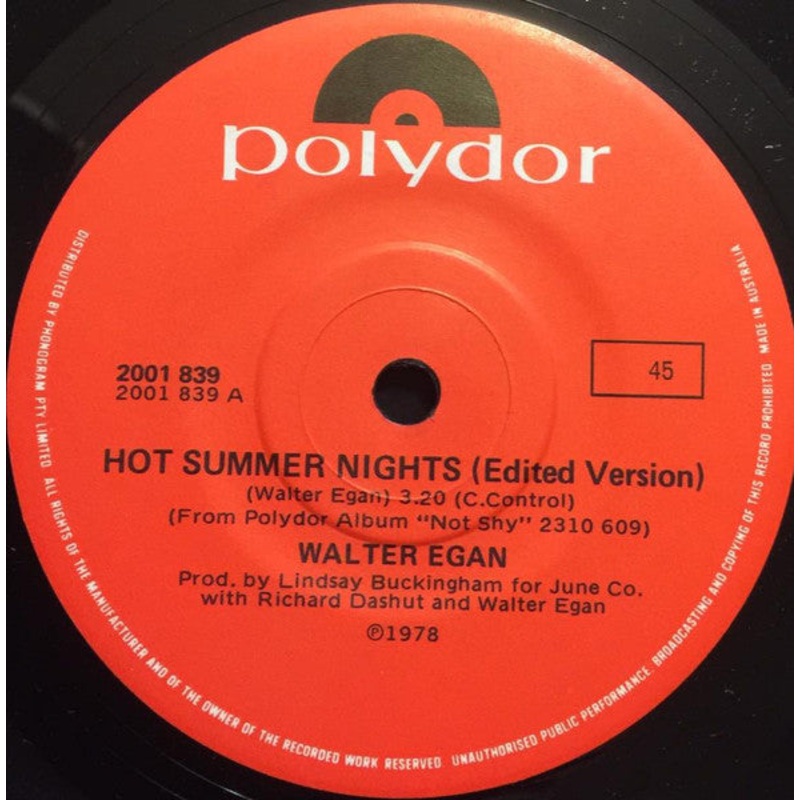 polydor
2001 839
2001 839 A
45
HOT SUMMER NIGHTS (Edited Version)
(Walter Egan) 3.20 (C.Control)
(From Polydor Album "Not Shy" 2310 609)
WALTER EGAN
Prod. by Lindsay Buckingham for June Co.
with Richard Dashut and Walter Egan
℗1978
DISTRIBUTED BY PHONOGRAM PTY. LIMITED ALL RIGHTS OF THE MANUFACTURER AND OF THE OWNER OF THE RECORDED WORK RESERVED UNAUTHORISED PUBLIC PERFORMANCE, BROADCASTING AND COPYING OF THIS RECORD PROHIBITED MADE IN AUSTRALIA